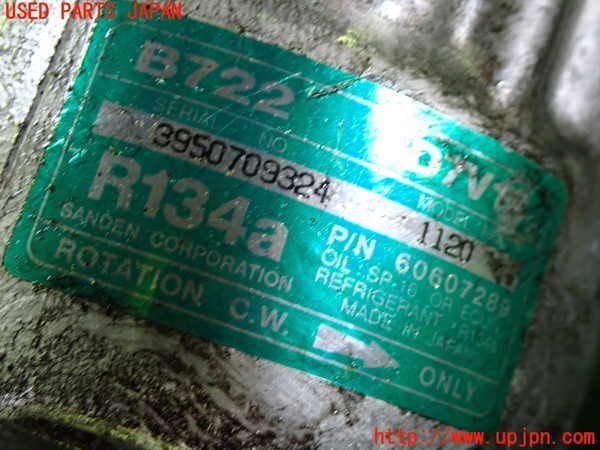 USED PARTS JAPAN
B722
SERIAL NO.
3950709324
MODEL
1120
R134a
P/N 60607289
SANDEN CORPORATION
OIL : SP-10 OR
REFRIGERANT : R134a
MADE IN JAPAN
ROTATION C.W. ONLY
http://www.upjpn.com